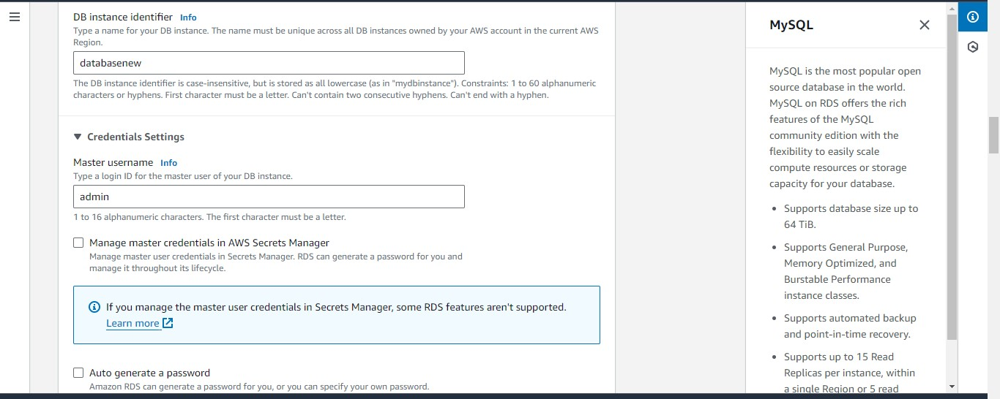 DB instance identifier Info
Type a name for your DB instance. The name must be unique across all DB instances owned by your AWS account in the current AWS
Region.
databasenew
The DB instance identifier is case-insensitive, but is stored as all lowercase (as in "mydbinstance"). Constraints: 1 to 60 alphanumeric
characters or hyphens. First character must be a letter. Can't contain two consecutive hyphens. Can't end with a hyphen.
Credentials Settings
Master username Info
Type a login ID for the master user of your DB instance.
admin
1 to 16 alphanumeric characters. The first character must be a letter.
Manage master credentials in AWS Secrets Manager
Manage master user credentials in Secrets Manager. RDS can generate a password for you and
manage it throughout its lifecycle.
If you manage the master user credentials in Secrets Manager, some RDS features aren't supported.
Learn more
Auto generate a password
Amazon RDS can generate a password for you, or you can specify your own password.
MySQL
MySQL is the most popular open
source database in the world.
MySQL on RDS offers the rich
features of the MySQL
community edition with the
flexibility to easily scale
compute resources or storage
capacity for your database.
• Supports database size up to
64 TiB.
• Supports General Purpose,
Memory Optimized, and
Burstable Performance
instance classes.
• Supports automated backup
and point-in-time recovery.
• Supports up to 15 Read
Replicas per instance, within
a single Region or 5 read